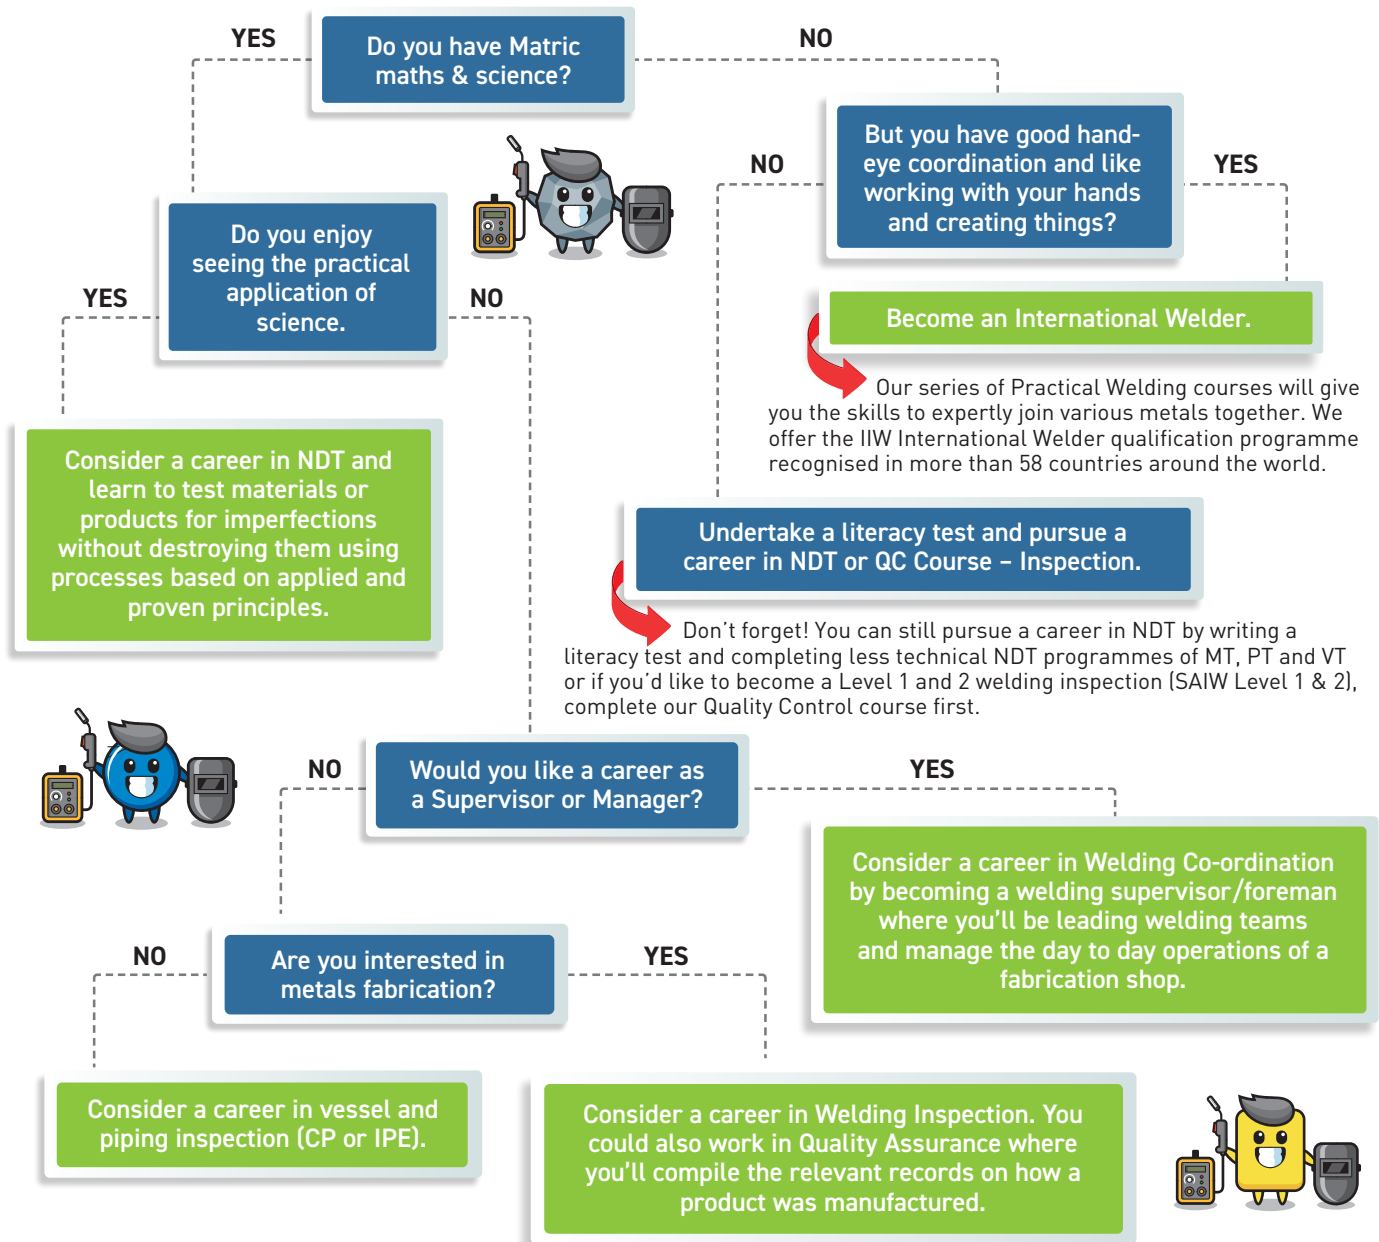 YES
Do you have Matric
maths & science?
NO
But you have good hand-
eye coordination and like
working with your hands
and creating things?
NO
YES
Do you enjoy
seeing the practical
application of
science.
YES
NO
Become an International Welder.
Our series of Practical Welding courses will give
you the skills to expertly join various metals together. We
offer the IIW International Welder qualification programme
recognised in more than 58 countries around the world.
Consider a career in NDT and
learn to test materials or
products for imperfections
without destroying them using
processes based on applied and
proven principles.
Undertake a literacy test and pursue a
career in NDT or QC Course – Inspection.
Don't forget! You can still pursue a career in NDT by writing a
literacy test and completing less technical NDT programmes of MT, PT and VT
or if you'd like to become a Level 1 and 2 welding inspection (SAIW Level 1 & 2),
complete our Quality Control course first.
NO
Would you like a career as
a Supervisor or Manager?
YES
Consider a career in Welding Co-ordination
by becoming a welding supervisor/foreman
where you'll be leading welding teams
and manage the day to day operations of a
fabrication shop.
NO
Are you interested in
metals fabrication?
YES
Consider a career in vessel and
piping inspection (CP or IPE).
Consider a career in Welding Inspection. You
could also work in Quality Assurance where
you'll compile the relevant records on how a
product was manufactured.